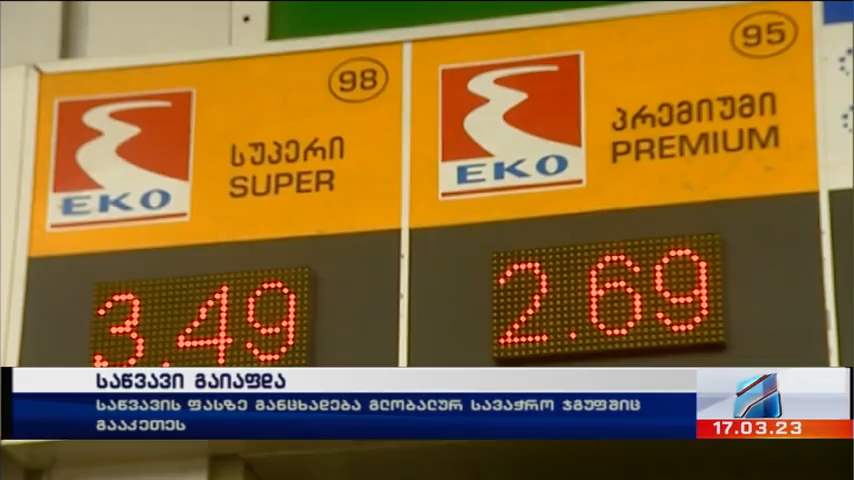 98
95
EKO
სუპერი
SUPER
EKO
პრემიუმი
PREMIUM
3.49
2.69
საწვავი გაიაფდა
საწვავის ფასზე განცხადება გლობალურ სავაჭრო ჯგუფშიც
გააკეთეს
17.03.23